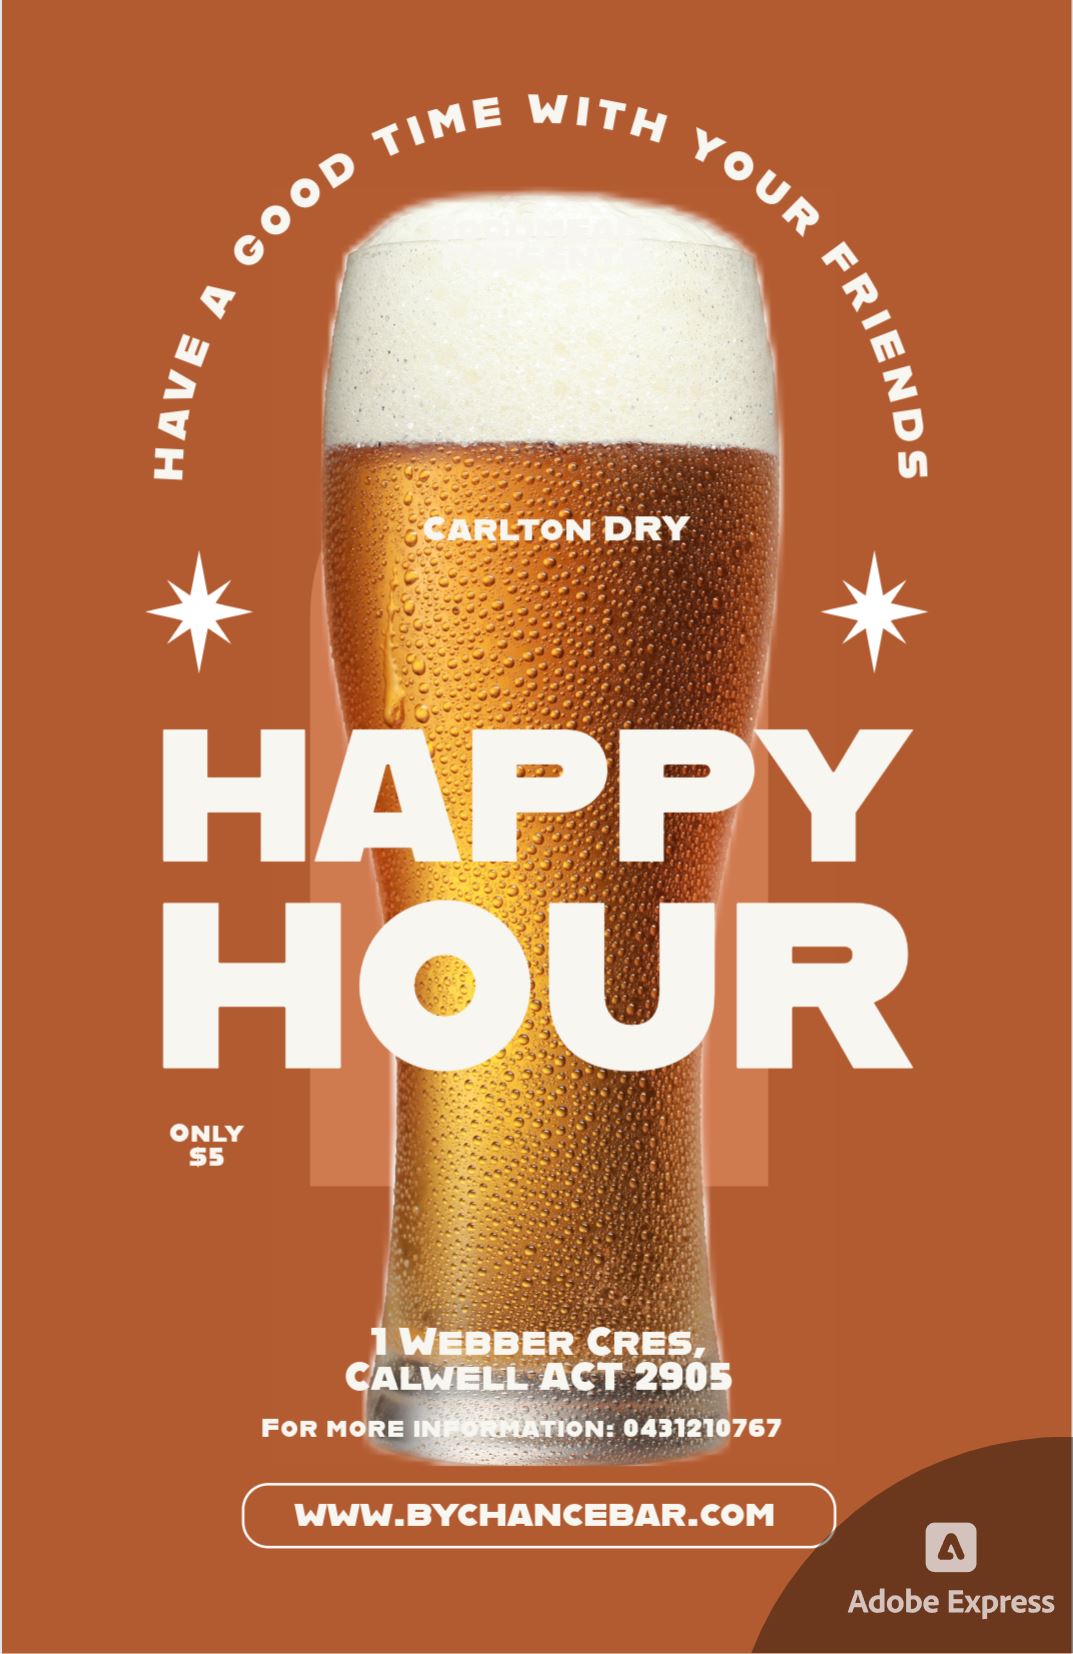 HAVE A GOOD TIME WITH YOUR FRIENDS
CARLTON DRY
HAPPY
HOUR
ONLY
$5
1 WEBBER CRES,
CALWELL ACT 2905
FOR MORE INFORMATION: 0431210767
WWW.BYCHANCEBAR.COM
Adobe Express